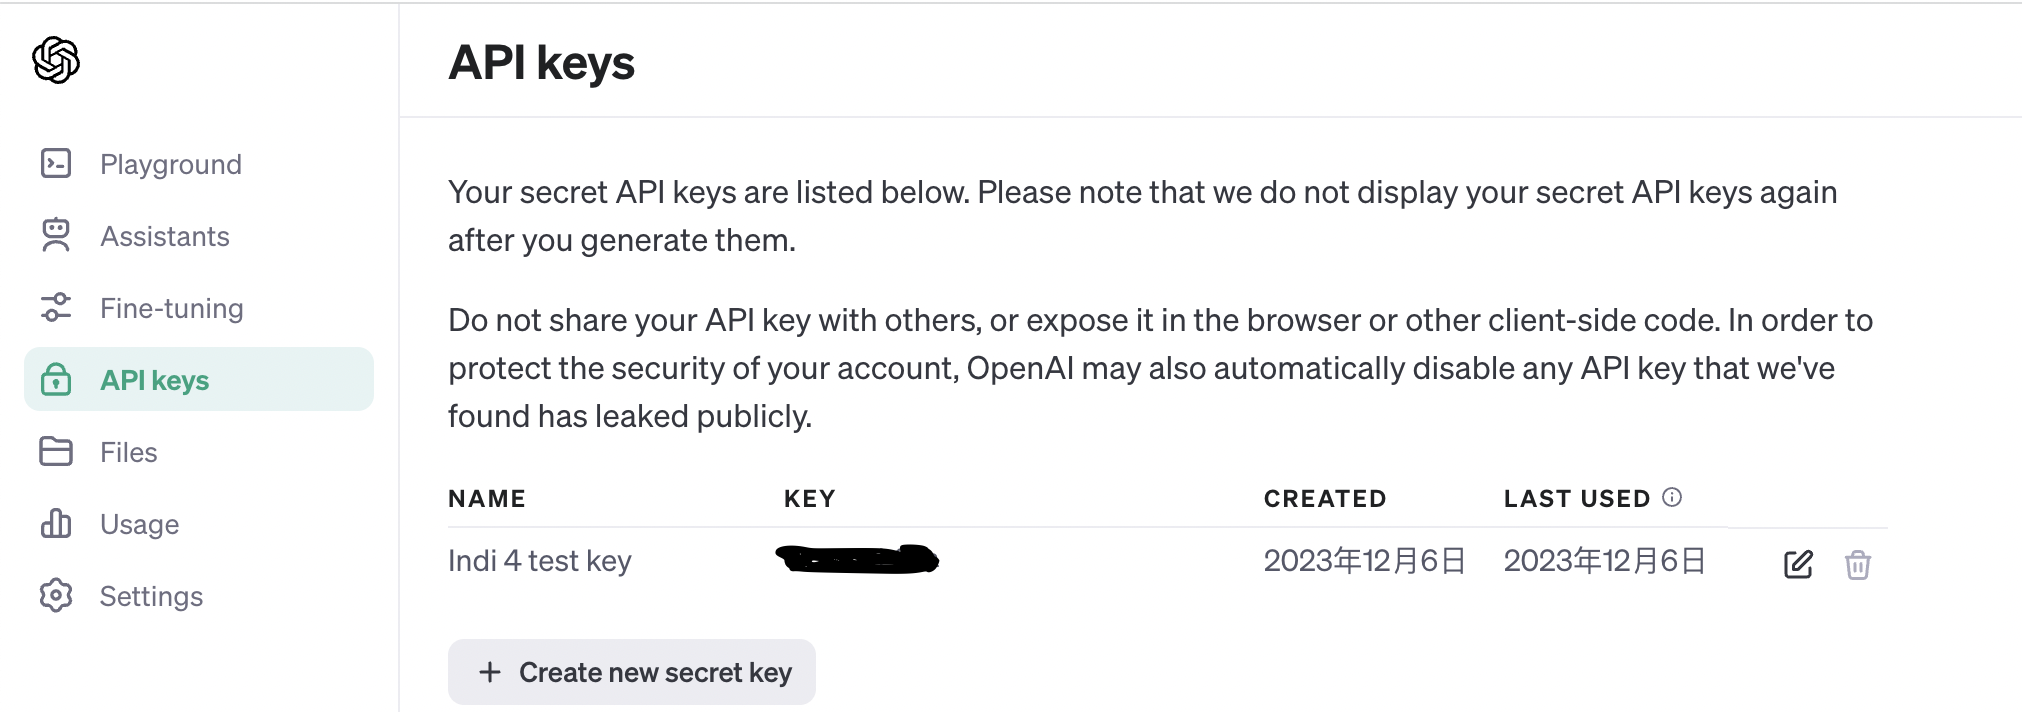 API keys
Playground
Assistants
Fine-tuning
API keys
Files
Usage
Settings
Your secret API keys are listed below. Please note that we do not display your secret API keys again
after you generate them.
Do not share your API key with others, or expose it in the browser or other client-side code. In order to
protect the security of your account, OpenAI may also automatically disable any API key that we've
found has leaked publicly.
NAME KEY CREATED LAST USED
Indi 4 test key 2023年12月6日 2023年12月6日
+ Create new secret key